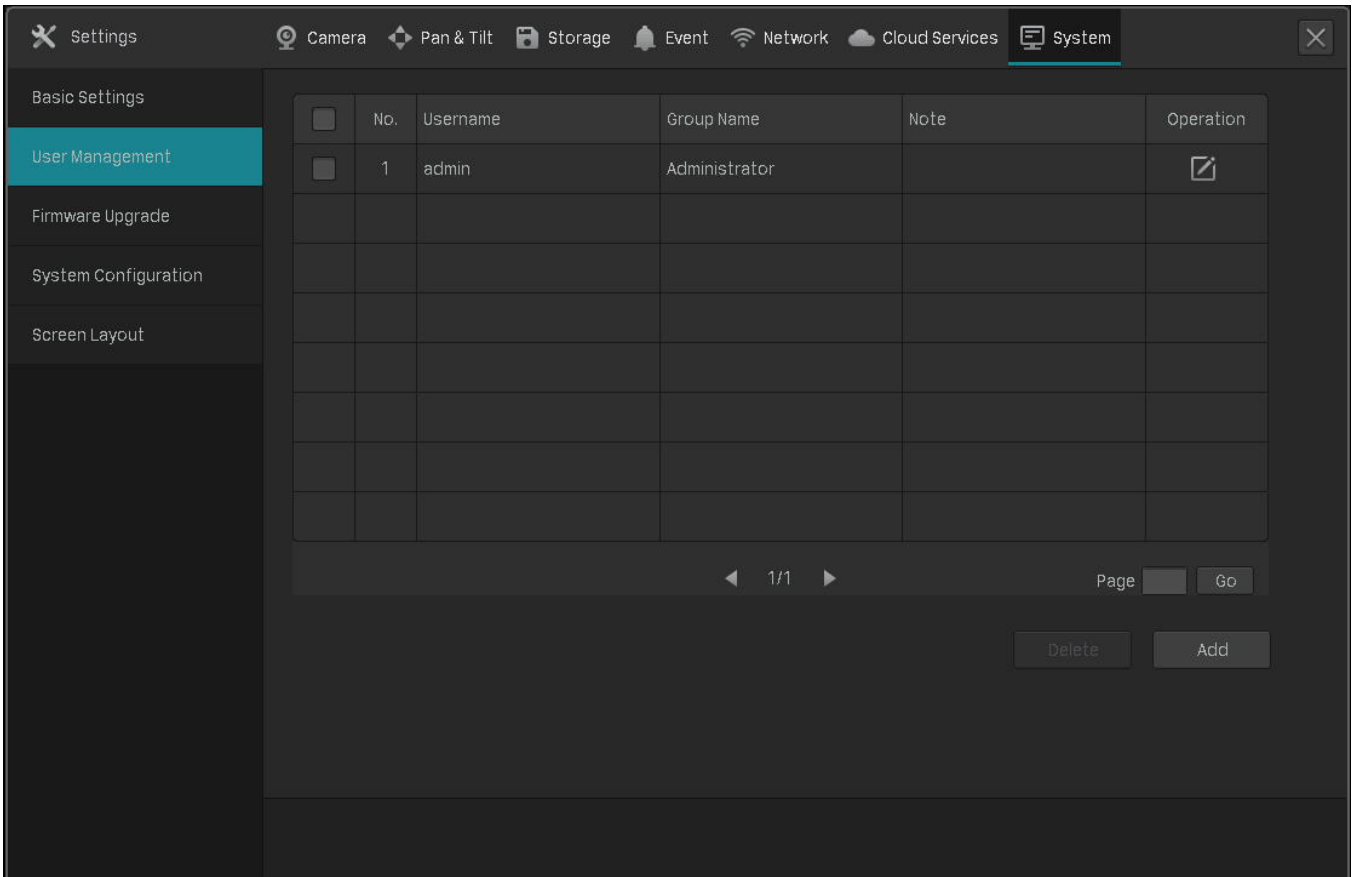 Settings
Camera Pan & Tilt Storage Event Network Cloud Services System
Basic Settings
User Management
Firmware Upgrade
System Configuration
Screen Layout
No. Username Group Name Note Operation
1 admin Administrator
1/1 Page Go
Delete Add